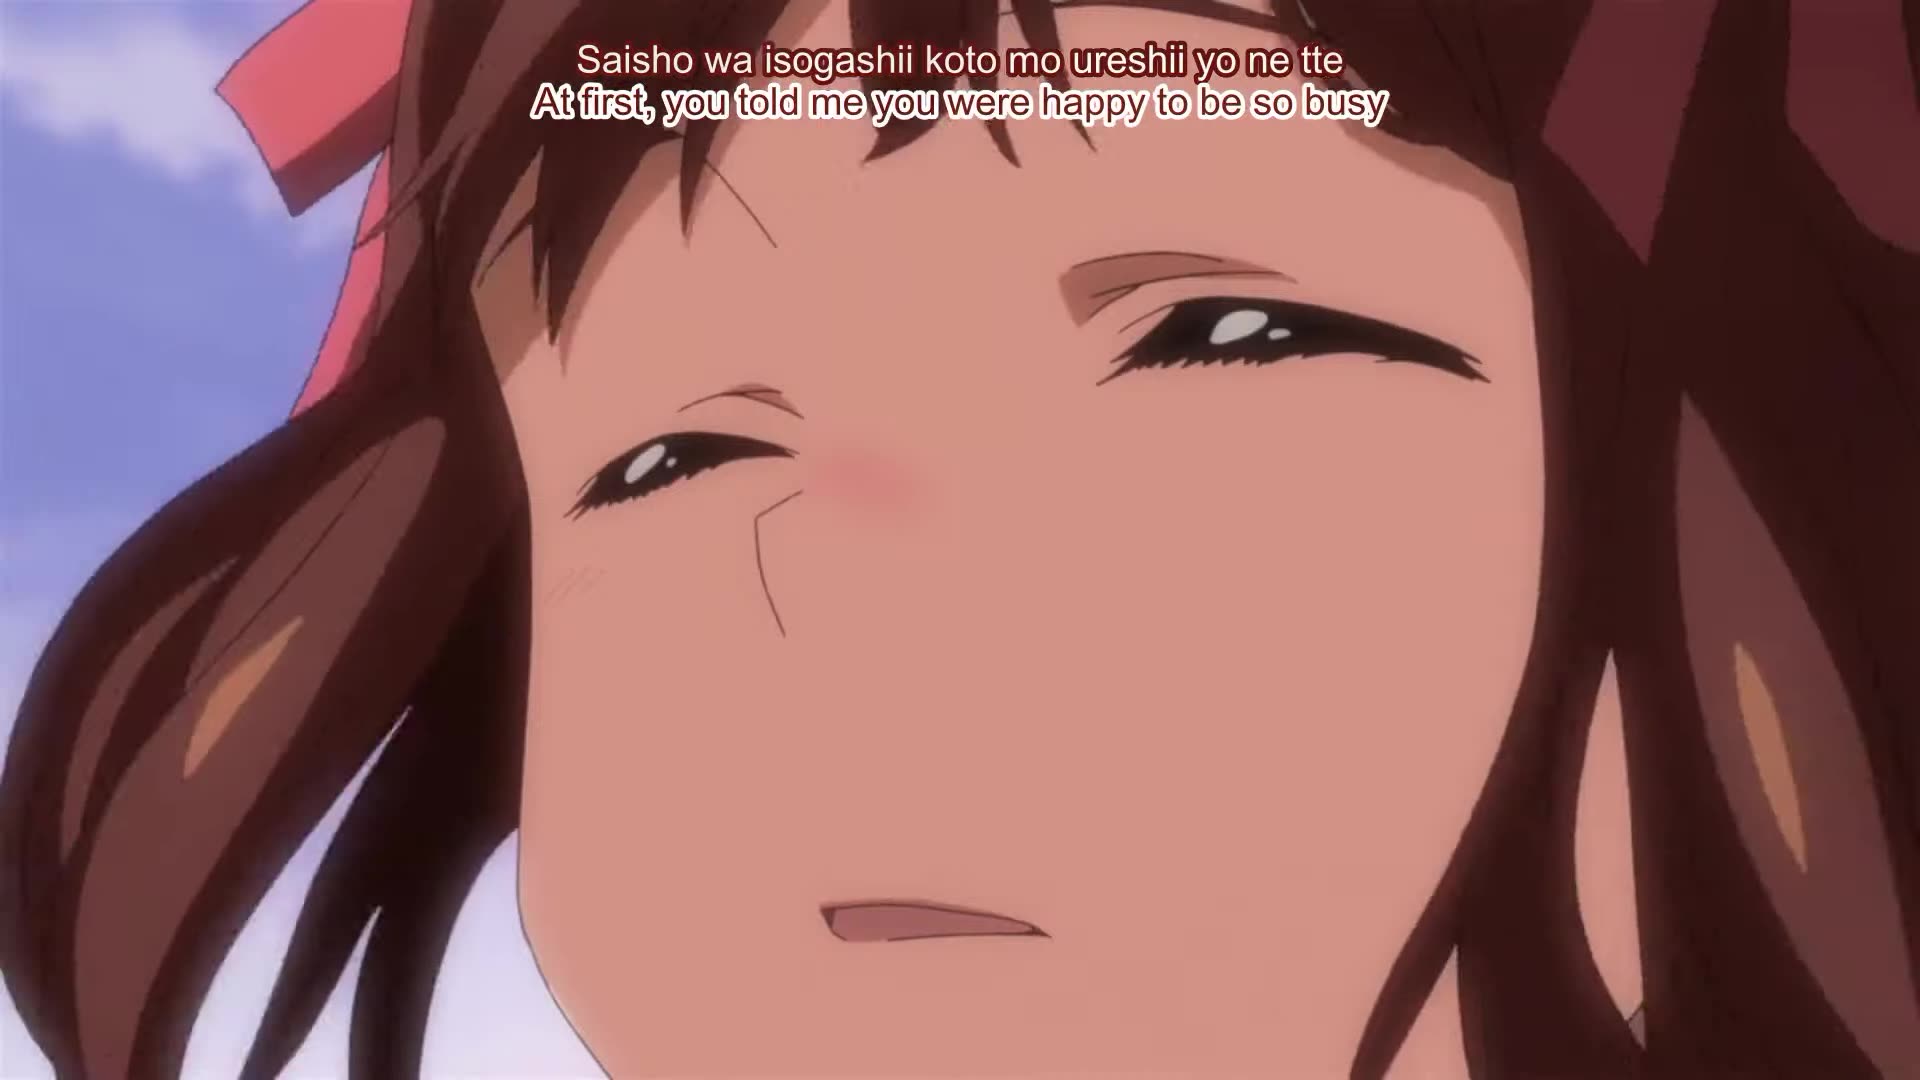 Saisho wa isogashii koto mo ureshii yo ne tte
At first, you told me you were happy to be so busy